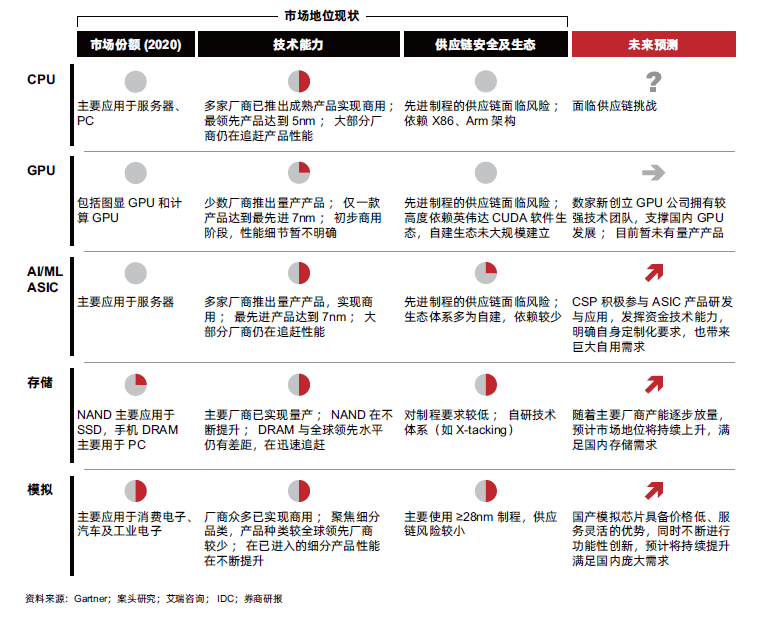 市场地位现状
市场份额 (2020)
技术能力
供应链安全及生态
未来预测
CPU
?
主要应用于服务器、
PC
多家厂商已推出成熟产品实现商用；
最领先产品达到 5nm； 大部分厂
商仍在追赶产品性能
先进制程的供应链面临风险；
依赖 X86、Arm 架构
面临供应链挑战
GPU
包括图显 GPU 和计
算 GPU
少数厂商推出量产产品； 仅一款
产品达到最先进 7nm； 初步商用
阶段，性能细节暂不明确
先进制程的供应链面临风险；
高度依赖英伟达 CUDA 软件生
态，自建生态未大规模建立
数家新创立 GPU 公司拥有较
强技术团队，支撑国内 GPU
发展； 目前暂未有量产产品
AI/ML
ASIC
主要应用于服务器
多家厂商推出量产产品，实现商
用； 最先进产品达到 7nm； 大
部分厂商仍在追赶性能
先进制程的供应链面临风险；
生态体系多为自建，依赖较少
CSP 积极参与 ASIC 产品研发
与应用，发挥资金技术能力，
明确自身定制化要求，也带来
巨大自用需求
存储
NAND 主要应用于
SSD，手机 DRAM
主要用于 PC
主要厂商已实现量产； NAND 在不
断提升； DRAM 与全球领先水平
仍有差距，在迅速追赶
对制程要求较低； 自研技术
体系（如 X-tacking）
随着主要厂商产能逐步放量，
预计市场地位将持续上升，满
足国内存储需求
模拟
主要应用于消费电子、
汽车及工业电子
厂商众多已实现商用； 聚焦细分
品类，产品种类较全球领先厂商
较少； 在已进入的细分产品性能
在不断提升
主要使用 ≥28nm 制程，供应
链风险较小
国产模拟芯片具备价格低、服
务灵活的优势，同时不断进行
功能性创新，预计将持续提升
满足国内庞大需求
资料来源：Gartner；案头研究；艾瑞咨询； IDC；券商研报